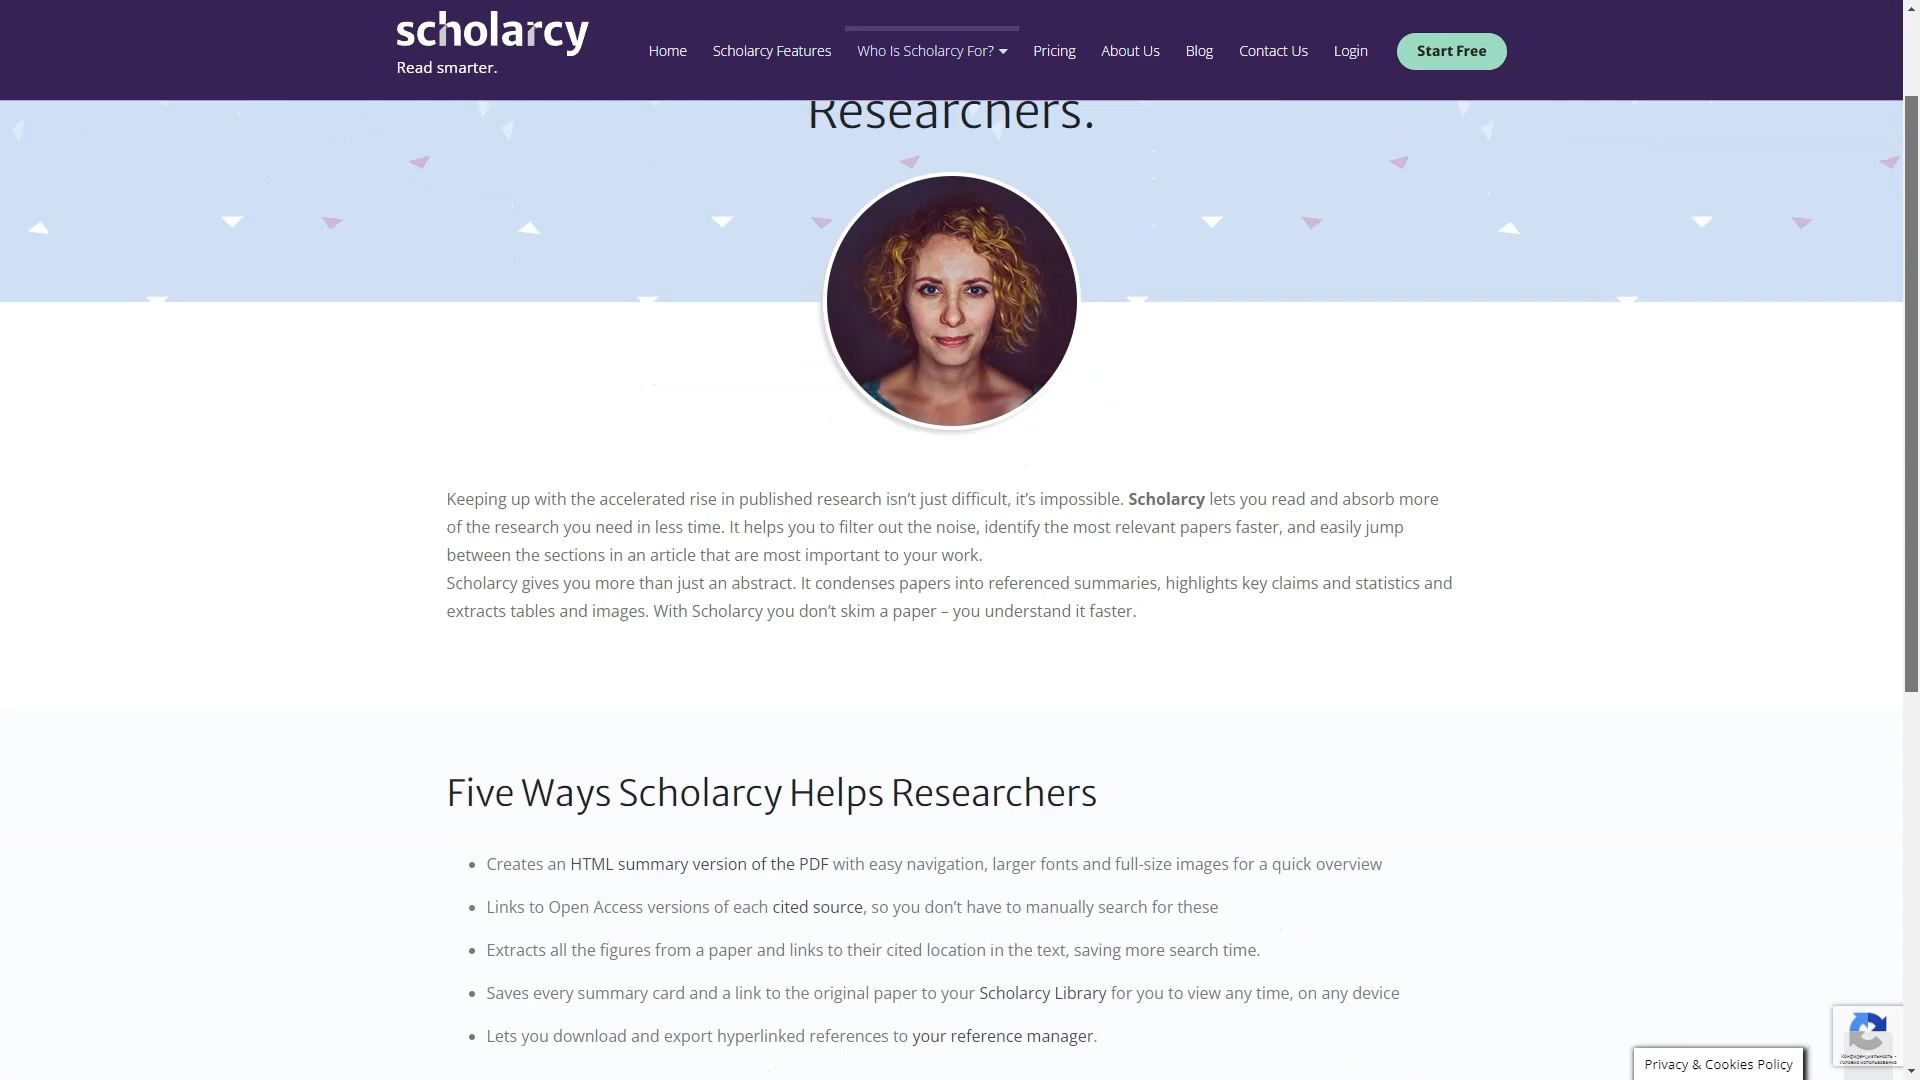 scholarcy
Read smarter.
Home Scholarcy Features Who Is Scholarcy For? Pricing About Us Blog Contact Us Login Start Free
Researchers.
Keeping up with the accelerated rise in published research isn’t just difficult, it’s impossible. Scholarcy lets you read and absorb more
of the research you need in less time. It helps you to filter out the noise, identify the most relevant papers faster, and easily jump
between the sections in an article that are most important to your work.
Scholarcy gives you more than just an abstract. It condenses papers into referenced summaries, highlights key claims and statistics and
extracts tables and images. With Scholarcy you don’t skim a paper – you understand it faster.
Five Ways Scholarcy Helps Researchers
• Creates an HTML summary version of the PDF with easy navigation, larger fonts and full-size images for a quick overview
• Links to Open Access versions of each cited source, so you don’t have to manually search for these
• Extracts all the figures from a paper and links to their cited location in the text, saving more search time.
• Saves every summary card and a link to the original paper to your Scholarcy Library for you to view any time, on any device
• Lets you download and export hyperlinked references to your reference manager.
Конфиденциальность -
Условия использования
Privacy & Cookies Policy